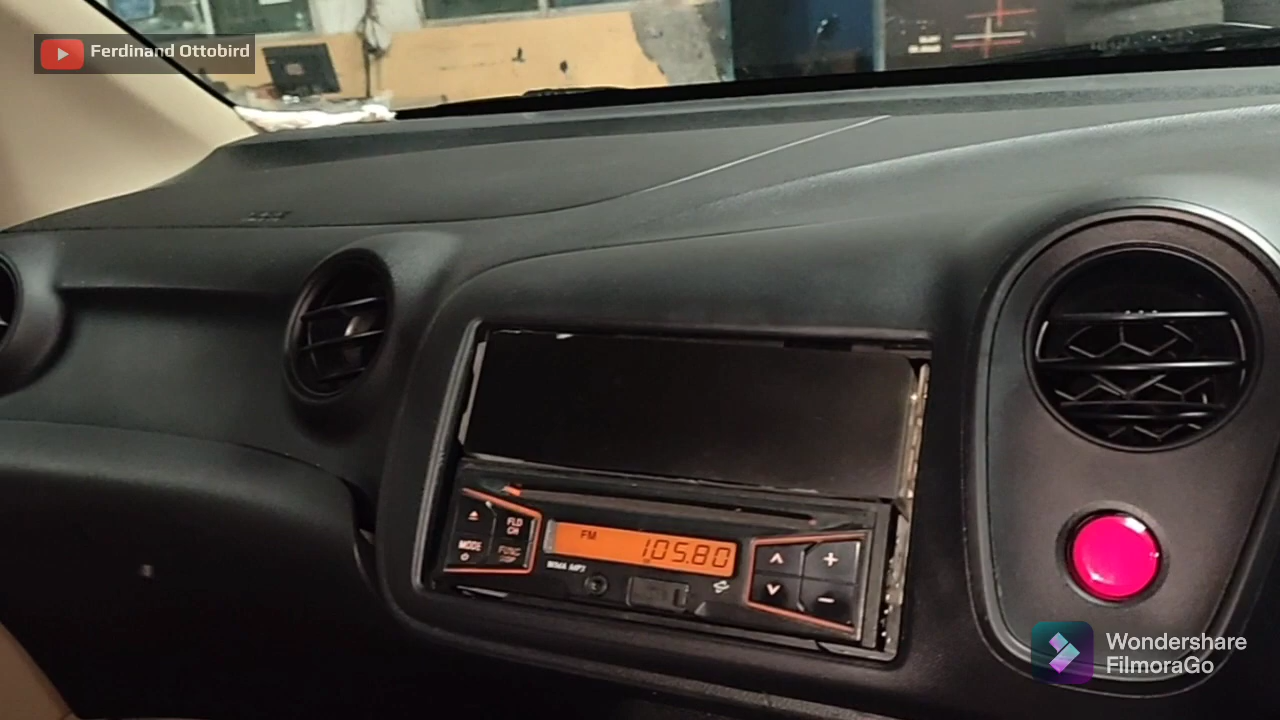 Ferdinand Ottobird
FLD
CH
MODE
FUNC
FM
105.80
WMA MP3
Wondershare
FilmoraGo